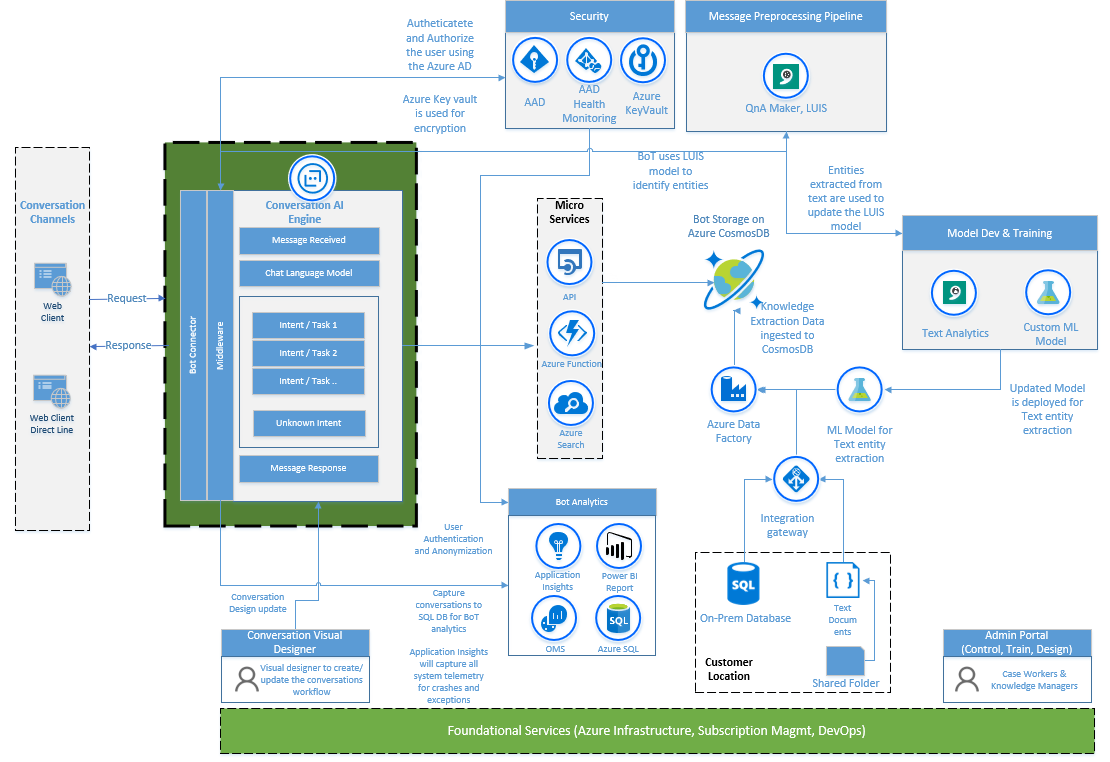 Autheticatete
and Authorize
the user using
the Azure AD
Azure Key vault
is used for
encryption
Security
AAD
AAD
Health
Monitoring
Azure
KeyVault
Message Preprocessing Pipeline
QnA Maker, LUIS
BoT uses LUIS
model to
identify entities
Entities
extracted from
text are used to
update the LUIS
model
Conversation
Channels
Web
Client
Web Client
Direct Line
Request
Response
Bot Connector
Middleware
Conversation AI
Engine
Message Received
Chat Language Model
Intent / Task 1
Intent / Task 2
Intent / Task ..
Unknown Intent
Message Response
Micro
Services
API
Azure Function
Azure
Search
Bot Storage on
Azure CosmosDB
Knowledge
Extraction Data
ingested to
CosmosDB
Model Dev & Training
Text Analytics
Custom ML
Model
Updated Model
is deployed for
Text entity
extraction
Azure Data
Factory
ML Model for
Text entity
extraction
Integration
gateway
User
Authentication
and Anonymization
Bot Analytics
Application
Insights
Power BI
Report
OMS
SQL
Azure SQL
SQL
On-Prem Database
{ }
Text
Docum
ents
Shared Folder
Customer
Location
Conversation
Design update
Capture
conversations to
SQL DB for BoT
analytics
Application Insights
will capture all
system telemetry
for crashes and
exceptions
Conversation Visual
Designer
Visual designer to create/
update the conversations
workflow
Admin Portal
(Control, Train, Design)
Case Workers &
Knowledge Managers
Foundational Services (Azure Infrastructure, Subscription Magmt, DevOps)